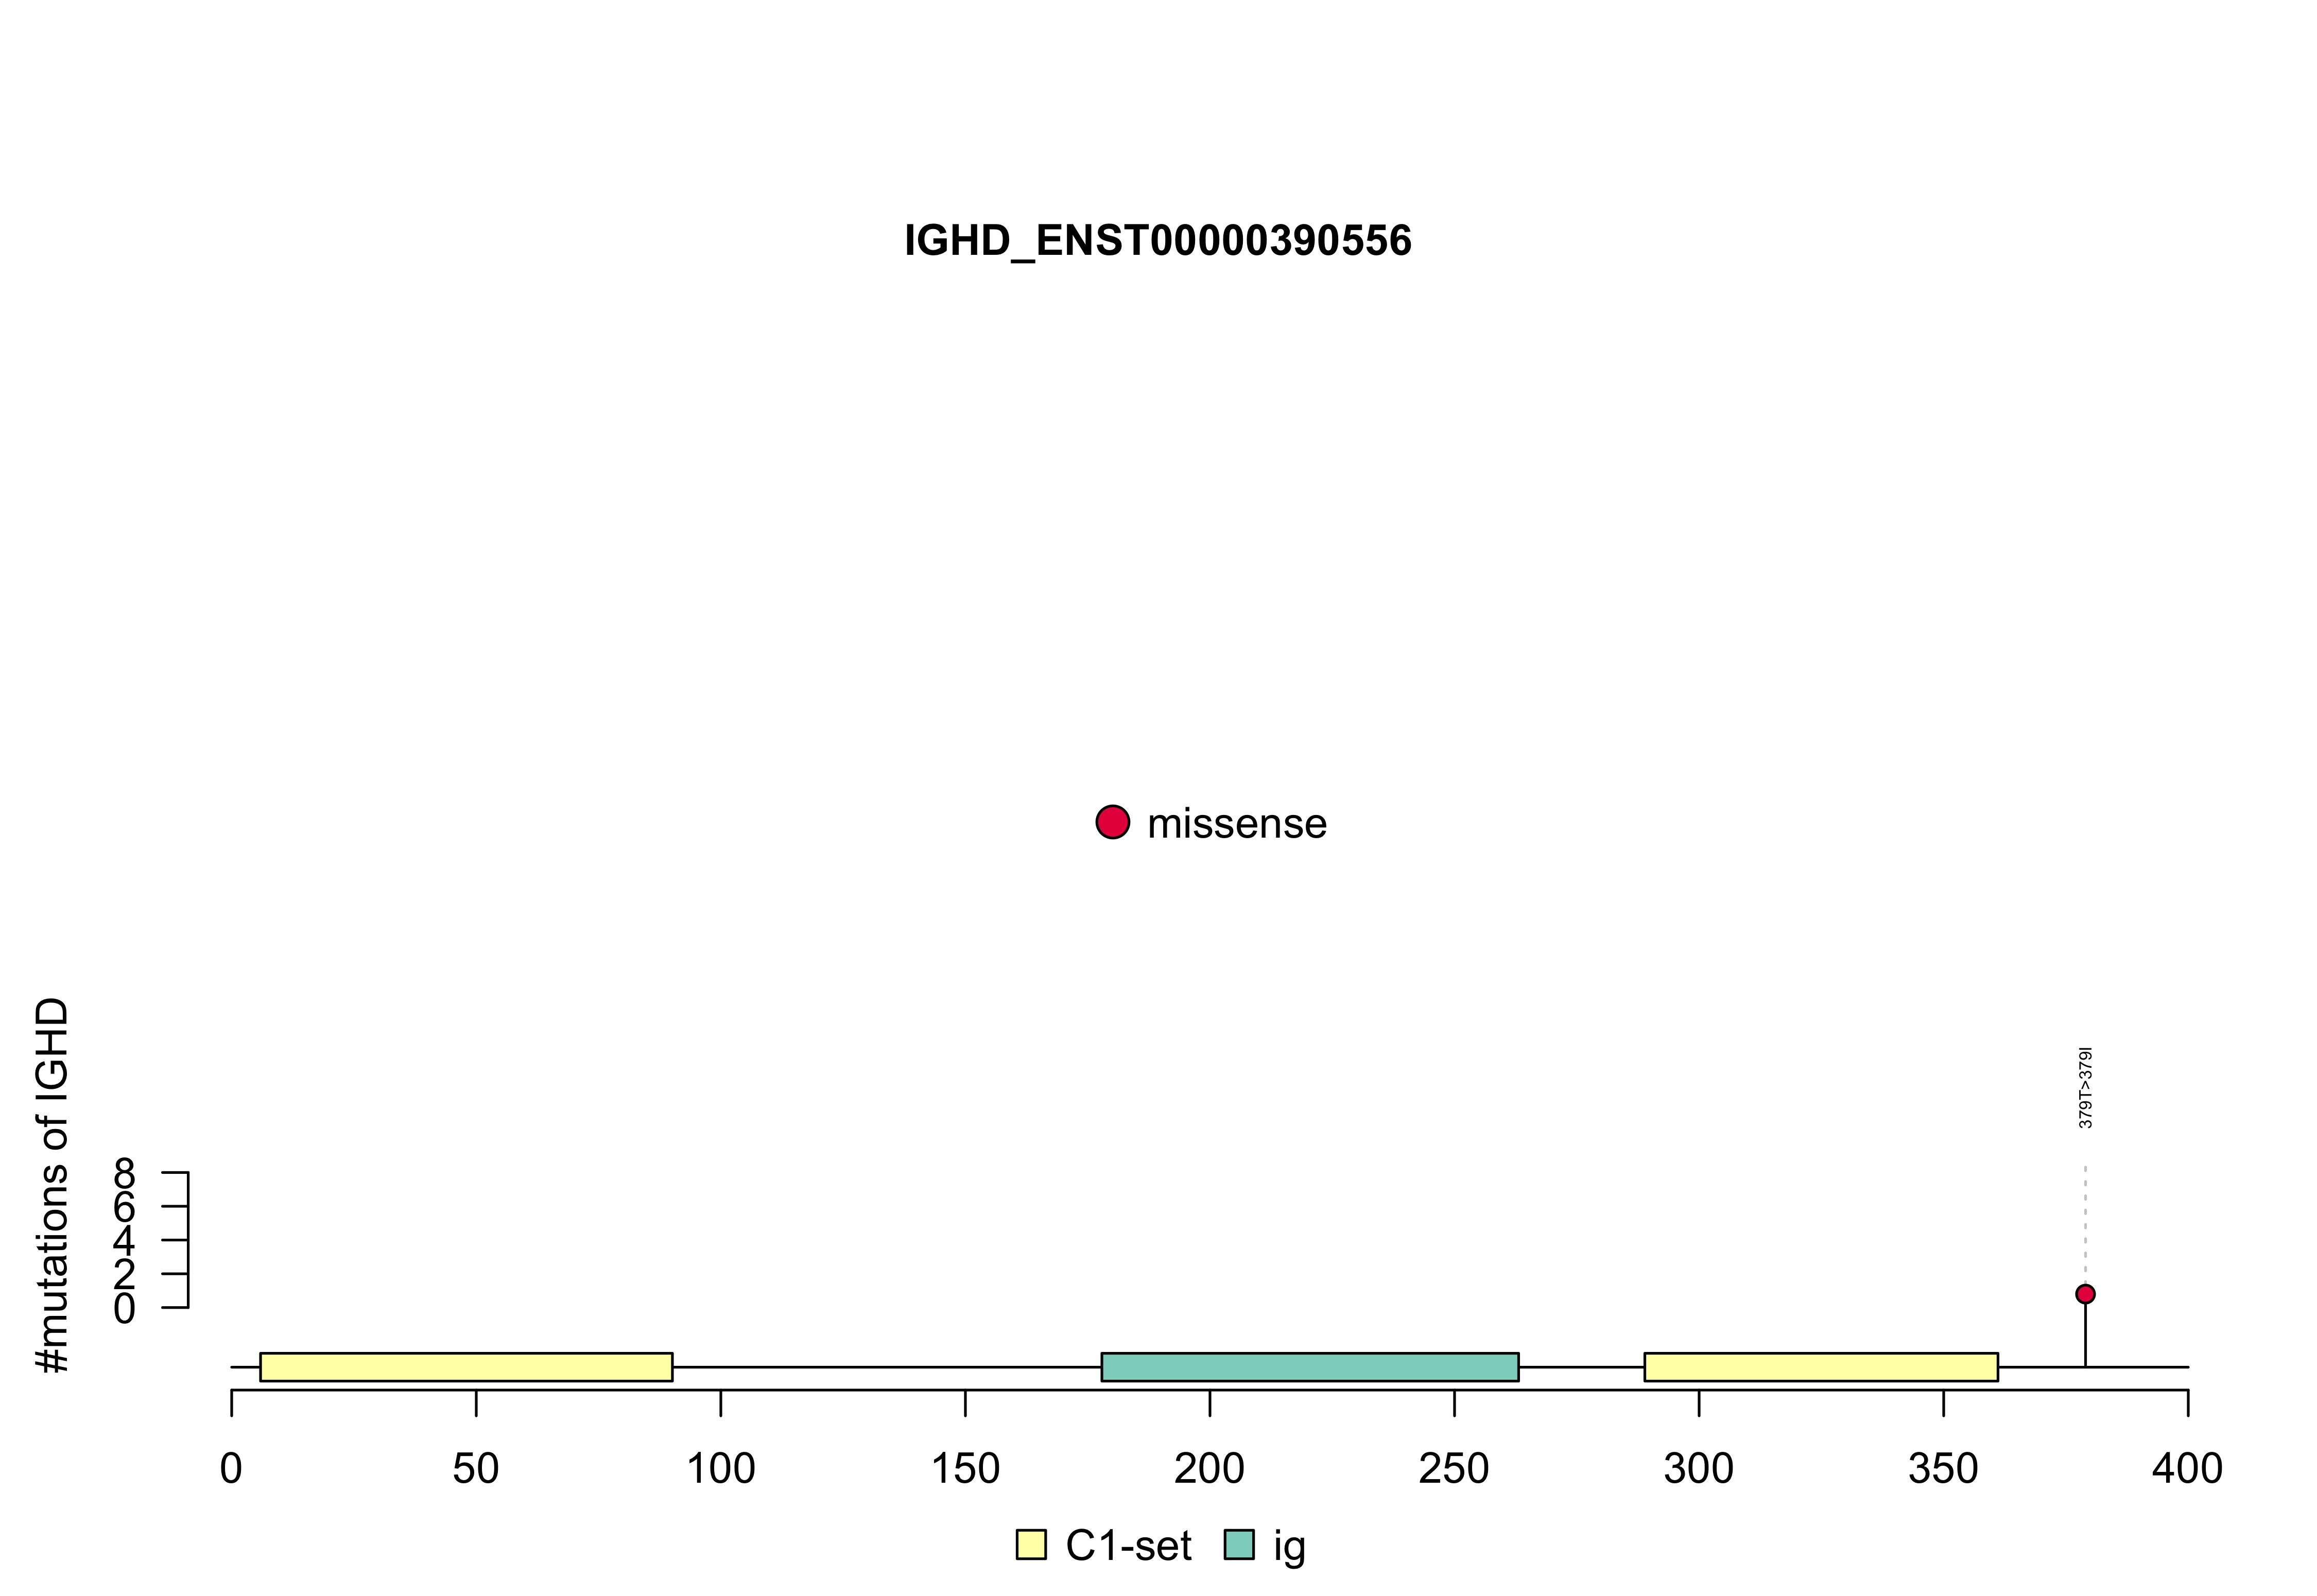 IGHD_ENST00000390556
missense
#mutations of IGHD
379T>379I
8
6
4
2
0
0 50 100 150 200 250 300 350 400
C1-set ig